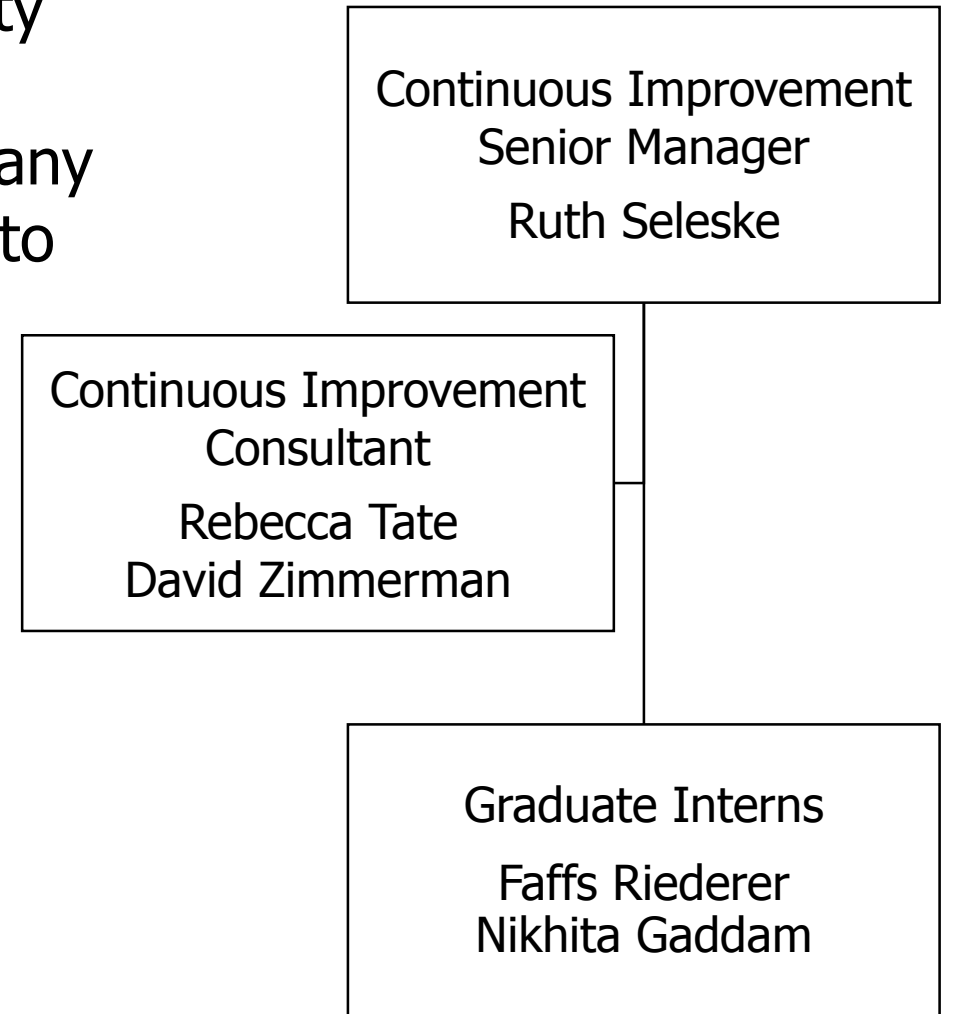 Continuous Improvement
Senior Manager
Ruth Seleske
any
to
Continuous Improvement
Consultant
Rebecca Tate
David Zimmerman
Graduate Interns
Faffs Riederer
Nikhita Gaddam